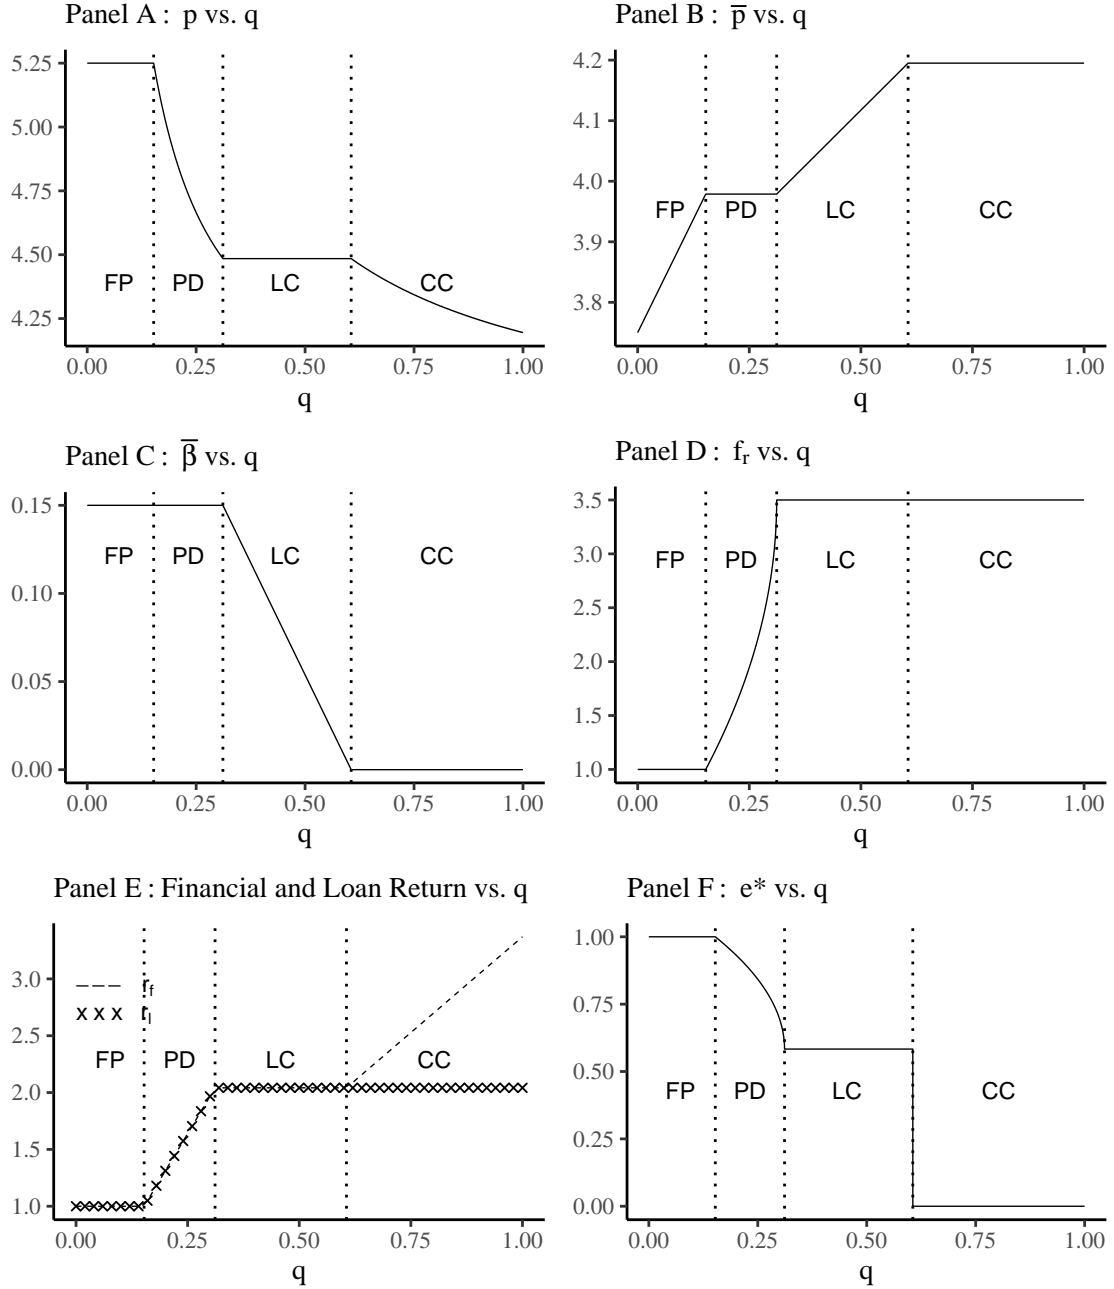 Panel A : p vs. q
5.25
5.00
4.75
4.50
4.25
FP PD LC CC
0.00 0.25 0.50 0.75 1.00
q
Panel B : p̅ vs. q
4.2
4.1
4.0
3.9
3.8
FP PD LC CC
0.00 0.25 0.50 0.75 1.00
q
Panel C : β̅ vs. q
0.15
0.10
0.05
0.00
FP PD LC CC
0.00 0.25 0.50 0.75 1.00
q
Panel D : fr vs. q
3.5
3.0
2.5
2.0
1.5
1.0
FP PD LC CC
0.00 0.25 0.50 0.75 1.00
q
Panel E : Financial and Loan Return vs. q
3.0
2.5
2.0
1.5
1.0
rf
rl
FP PD LC CC
0.00 0.25 0.50 0.75 1.00
q
Panel F : e* vs. q
1.00
0.75
0.50
0.25
0.00
FP PD LC CC
0.00 0.25 0.50 0.75 1.00
q